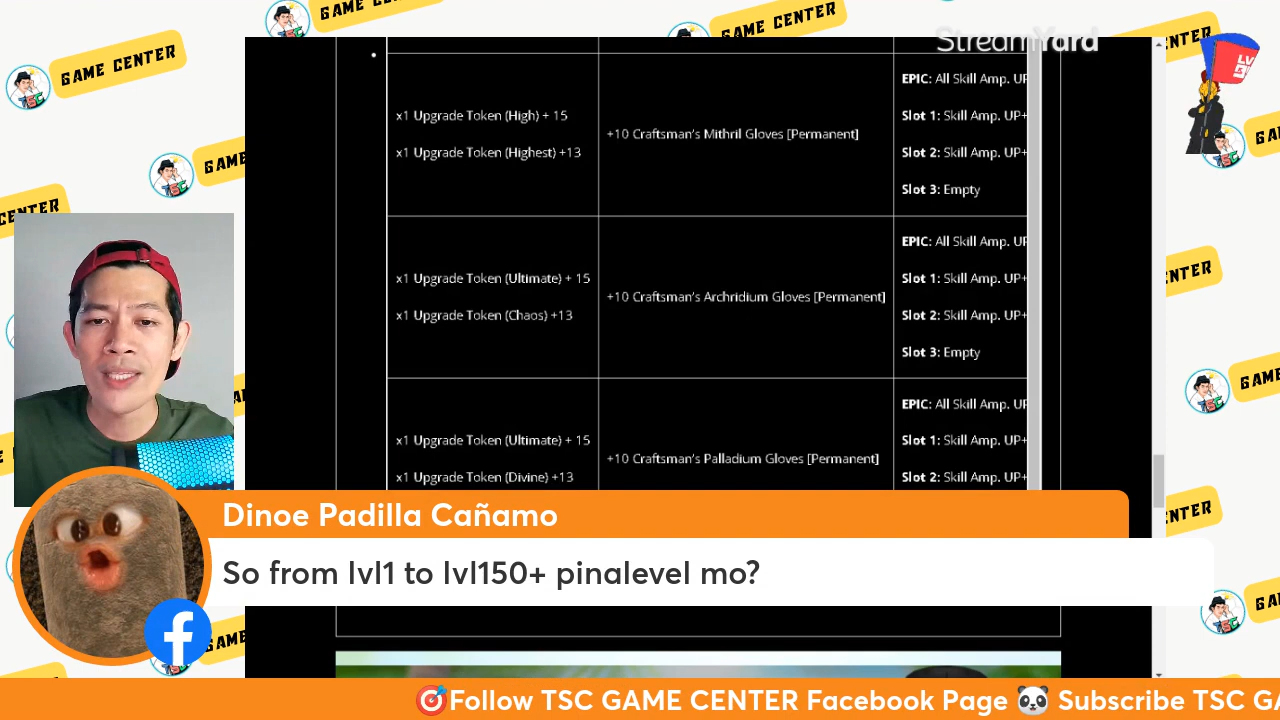 GAME CENTER
GAME CENTER
GAME CENTER
TSC
StreamYard
GAME CENTER
TSC
x1 Upgrade Token (High) + 15
x1 Upgrade Token (Highest) +13
+10 Craftsman's Mithril Gloves [Permanent]
EPIC: All Skill Amp. UP
Slot 1: Skill Amp. UP+
Slot 2: Skill Amp. UP+
Slot 3: Empty
x1 Upgrade Token (Ultimate) + 15
x1 Upgrade Token (Chaos) +13
+10 Craftsman's Archridium Gloves [Permanent]
EPIC: All Skill Amp. UP
Slot 1: Skill Amp. UP+
Slot 2: Skill Amp. UP+
Slot 3: Empty
x1 Upgrade Token (Ultimate) + 15
x1 Upgrade Token (Divine) +13
+10 Craftsman's Palladium Gloves [Permanent]
EPIC: All Skill Amp. UP
Slot 1: Skill Amp. UP+
Slot 2: Skill Amp. UP+
Dinoe Padilla Cañamo
So from lvl1 to lvl150+ pinalevel mo?
Follow TSC GAME CENTER Facebook Page Subscribe TSC GA